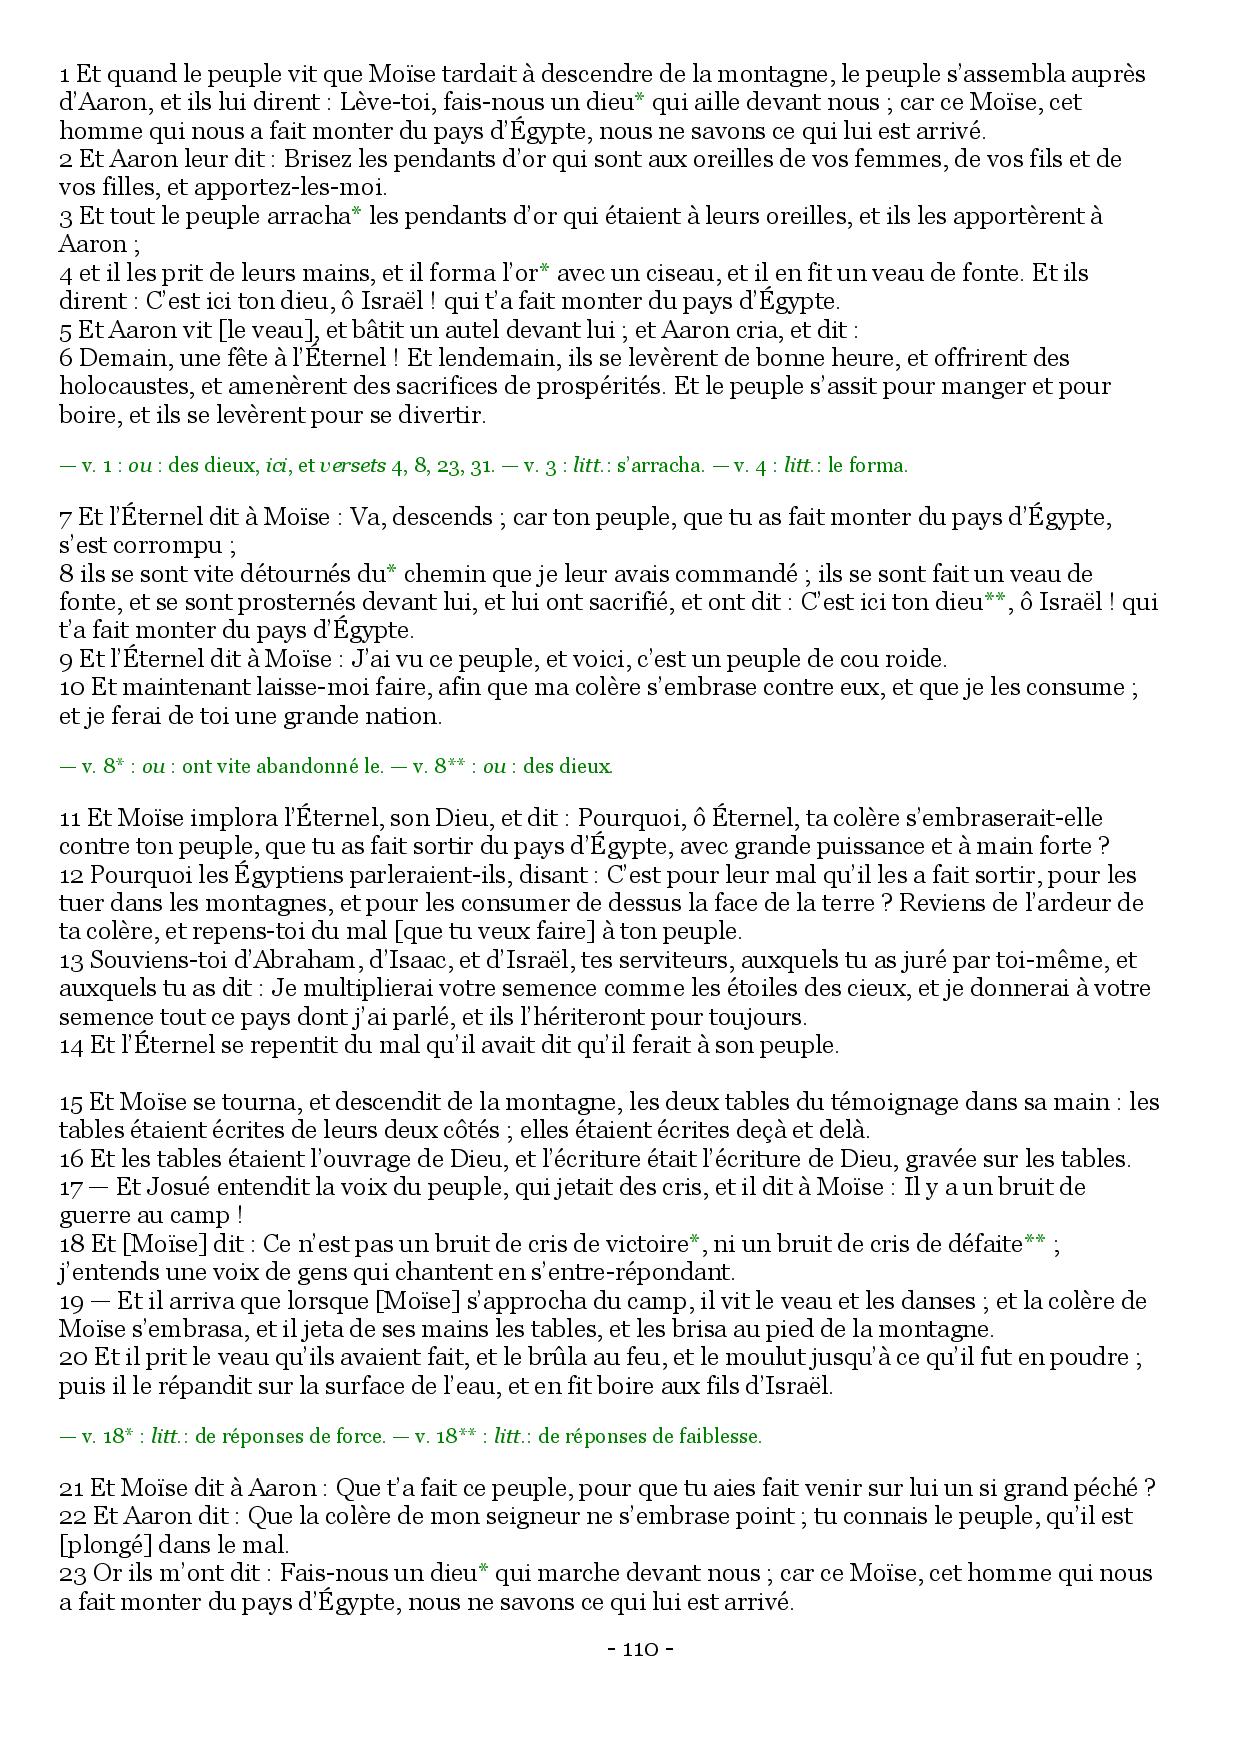 1 Et quand le peuple vit que Moïse tardait à descendre de la montagne, le peuple s’assembla auprès
d’Aaron, et ils lui dirent : Lève-toi, fais-nous un dieu* qui aille devant nous ; car ce Moïse, cet
homme qui nous a fait monter du pays d’Égypte, nous ne savons ce qui lui est arrivé.
2 Et Aaron leur dit : Brisez les pendants d’or qui sont aux oreilles de vos femmes, de vos fils et de
vos filles, et apportez-les-moi.
3 Et tout le peuple arracha* les pendants d’or qui étaient à leurs oreilles, et ils les apportèrent à
Aaron ;
4 et il les prit de leurs mains, et il forma l’or* avec un ciseau, et il en fit un veau de fonte. Et ils
dirent : C’est ici ton dieu, ô Israël ! qui t’a fait monter du pays d’Égypte.
5 Et Aaron vit [le veau], et bâtit un autel devant lui ; et Aaron cria, et dit :
6 Demain, une fête à l’Éternel ! Et lendemain, ils se levèrent de bonne heure, et offrirent des
holocaustes, et amenèrent des sacrifices de prospérités. Et le peuple s’assit pour manger et pour
boire, et ils se levèrent pour se divertir.
— v. 1 : ou : des dieux, ici, et versets 4, 8, 23, 31. — v. 3 : litt.: s’arracha. — v. 4 : litt.: le forma.
7 Et l’Éternel dit à Moïse : Va, descends ; car ton peuple, que tu as fait monter du pays d’Égypte,
s’est corrompu ;
8 ils se sont vite détournés du* chemin que je leur avais commandé ; ils se sont fait un veau de
fonte, et se sont prosternés devant lui, et lui ont sacrifié, et ont dit : C’est ici ton dieu**, ô Israël ! qui
t’a fait monter du pays d’Égypte.
9 Et l’Éternel dit à Moïse : J’ai vu ce peuple, et voici, c’est un peuple de cou roide.
10 Et maintenant laisse-moi faire, afin que ma colère s’embrase contre eux, et que je les consume ;
et je ferai de toi une grande nation.
— v. 8* : ou : ont vite abandonné le. — v. 8** : ou : des dieux.
11 Et Moïse implora l’Éternel, son Dieu, et dit : Pourquoi, ô Éternel, ta colère s’embraserait-elle
contre ton peuple, que tu as fait sortir du pays d’Égypte, avec grande puissance et à main forte ?
12 Pourquoi les Égyptiens parleraient-ils, disant : C’est pour leur mal qu’il les a fait sortir, pour les
tuer dans les montagnes, et pour les consumer de dessus la face de la terre ? Reviens de l’ardeur de
ta colère, et repens-toi du mal [que tu veux faire] à ton peuple.
13 Souviens-toi d’Abraham, d’Isaac, et d’Israël, tes serviteurs, auxquels tu as juré par toi-même, et
auxquels tu as dit : Je multiplierai votre semence comme les étoiles des cieux, et je donnerai à votre
semence tout ce pays dont j’ai parlé, et ils l’hériteront pour toujours.
14 Et l’Éternel se repentit du mal qu’il avait dit qu’il ferait à son peuple.
15 Et Moïse se tourna, et descendit de la montagne, les deux tables du témoignage dans sa main : les
tables étaient écrites de leurs deux côtés ; elles étaient écrites deçà et delà.
16 Et les tables étaient l’ouvrage de Dieu, et l’écriture était l’écriture de Dieu, gravée sur les tables.
17 — Et Josué entendit la voix du peuple, qui jetait des cris, et il dit à Moïse : Il y a un bruit de
guerre au camp !
18 Et [Moïse] dit : Ce n’est pas un bruit de cris de victoire*, ni un bruit de cris de défaite** ;
j’entends une voix de gens qui chantent en s’entre-répondant.
19 — Et il arriva que lorsque [Moïse] s’approcha du camp, il vit le veau et les danses ; et la colère de
Moïse s’embrasa, et il jeta de ses mains les tables, et les brisa au pied de la montagne.
20 Et il prit le veau qu’ils avaient fait, et le brûla au feu, et le moulut jusqu’à ce qu’il fut en poudre ;
puis il le répandit sur la surface de l’eau, et en fit boire aux fils d’Israël.
— v. 18* : litt.: de réponses de force. — v. 18** : litt.: de réponses de faiblesse.
21 Et Moïse dit à Aaron : Que t’a fait ce peuple, pour que tu aies fait venir sur lui un si grand péché ?
22 Et Aaron dit : Que la colère de mon seigneur ne s’embrase point ; tu connais le peuple, qu’il est
[plongé] dans le mal.
23 Or ils m’ont dit : Fais-nous un dieu* qui marche devant nous ; car ce Moïse, cet homme qui nous
a fait monter du pays d’Égypte, nous ne savons ce qui lui est arrivé.
- 110 -